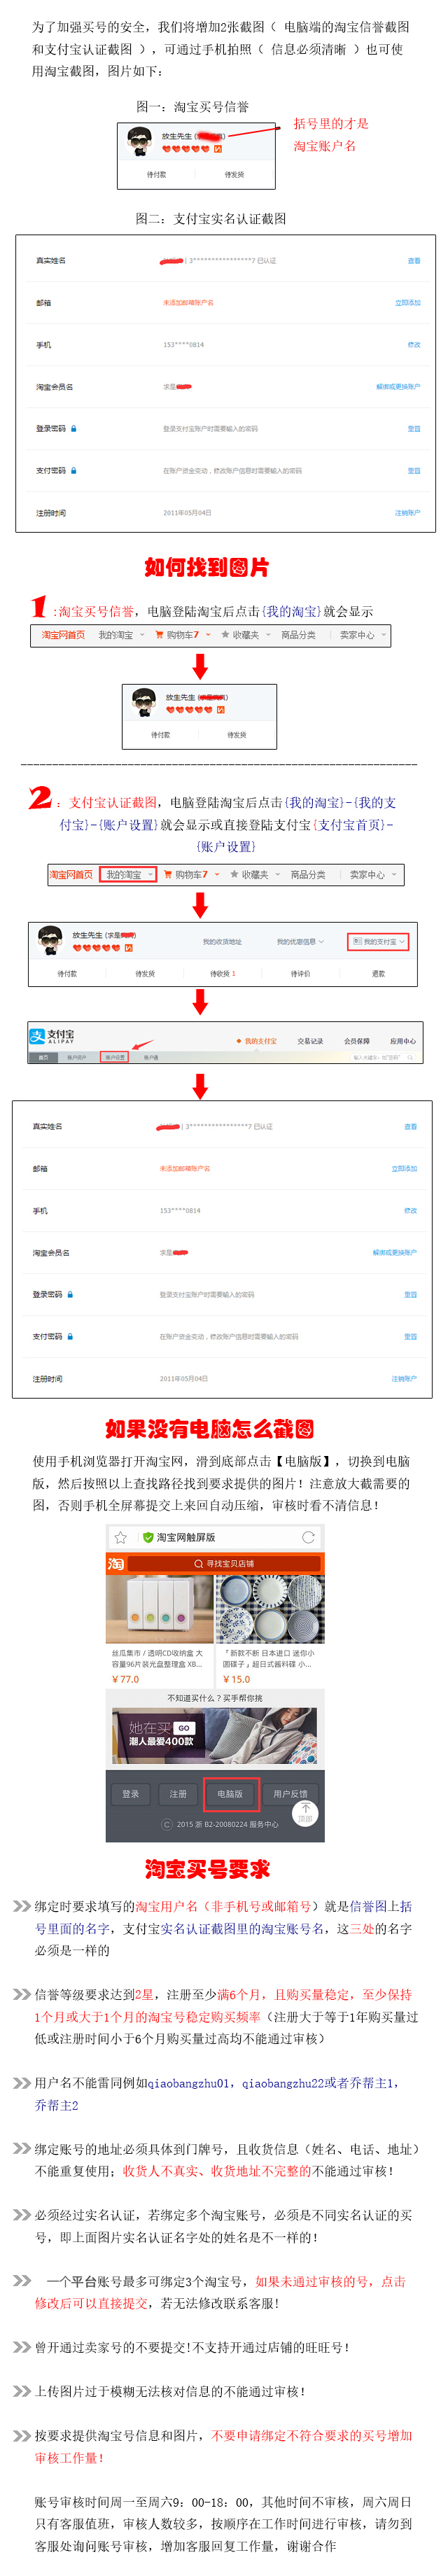 为了加强买号的安全，我们将增加2张截图（ 电脑端的淘宝信誉截图
和支付宝认证截图 ），可通过手机拍照（ 信息必须清晰 ）也可使
用淘宝截图，图片如下：
图一：淘宝买号信誉
放生先生
括号里的才是
淘宝账户名
待付款 待发货
图二：支付宝实名认证截图
真实姓名 | 3****************7 已认证 查看
邮箱 未添加邮箱账户名 立即添加
手机 153****0814 修改
淘宝会员名 求是 解绑或更换账户
登录密码 登录支付宝账户时需要输入的密码 重置
支付密码 在账户资金变动，修改账户信息时需要输入的密码 重置
注册时间 2011年05月04日 注销账户
如何找到图片
1:淘宝买号信誉，电脑登陆淘宝后点击{我的淘宝}就会显示
淘宝网首页 我的淘宝 购物车7 收藏夹 商品分类 卖家中心
放生先生
待付款 待发货
2：支付宝认证截图，电脑登陆淘宝后点击{我的淘宝}-{我的支
付宝}-{账户设置}就会显示或直接登陆支付宝{支付宝首页}-
{账户设置}
淘宝网首页 我的淘宝 购物车7 收藏夹 商品分类 卖家中心
放生先生 (求是
我的收货地址 我的优惠信息 我的支付宝
待付款 待发货 待收货 1 待评价 退款
支付宝
ALIPAY
我的支付宝 交易记录 会员保障 应用中心
首页 账户资产 账户设置 账户通
真实姓名 | 3****************7 已认证 查看
邮箱 未添加邮箱账户名 立即添加
手机 153****0814 修改
淘宝会员名 求是 解绑或更换账户
登录密码 登录支付宝账户时需要输入的密码 重置
支付密码 在账户资金变动，修改账户信息时需要输入的密码 重置
注册时间 2011年05月04日 注销账户
如果没有电脑怎么截图
使用手机浏览器打开淘宝网，滑到底部点击【电脑版】，切换到电脑
版，然后按照以上查找路径找到要求提供的图片！注意放大截需要的
图，否则手机全屏幕提交上来回自动压缩，审核时看不清信息！
淘宝网触屏版
淘 寻找宝贝店铺
丝瓜集市 / 透明CD收纳盒 大
容量96片装光盘整理盒 XB...
￥77.0
「新款不断 日本进口 迷你小
圆碟子」超日式酱料碟 小...
￥15.0
不知道买什么？买手帮你挑
她在买 GO
潮人最爱400款
登录 注册 电脑版 用户反馈
顶部
2015 浙 B2-20080224 服务中心
淘宝买号要求
绑定时要求填写的淘宝用户名（非手机号或邮箱号）就是信誉图上括
号里面的名字，支付宝实名认证截图里的淘宝账号名，这三处的名字
必须是一样的
信誉等级要求达到2星，注册至少满6个月，且购买量稳定，至少保持
1个月或大于1个月的淘宝号稳定购买频率（注册大于等于1年购买量过
低或注册时间小于6个月购买量过高均不能通过审核）
用户名不能雷同例如qiaobangzhu01，qiaobangzhu22或者乔帮主1，
乔帮主2
绑定账号的地址必须具体到门牌号，且收货信息（姓名、电话、地址）
不能重复使用；收货人不真实、收货地址不完整的不能通过审核！
必须经过实名认证，若绑定多个淘宝账号，必须是不同实名认证的买
号，即上面图片实名认证名字处的姓名是不一样的！
一个平台账号最多可绑定3个淘宝号，如果未通过审核的号，点击
修改后可以直接提交，若无法修改联系客服！
曾开通过卖家号的不要提交!不支持开通过店铺的旺旺号！
上传图片过于模糊无法核对信息的不能通过审核！
按要求提供淘宝号信息和图片，不要申请绑定不符合要求的买号增加
审核工作量！
账号审核时间周一至周六9：00-18：00，其他时间不审核，周六周日
只有客服值班，审核人数较多，按顺序在工作时间进行审核，请勿到
客服处询问账号审核，增加客服回复工作量，谢谢合作